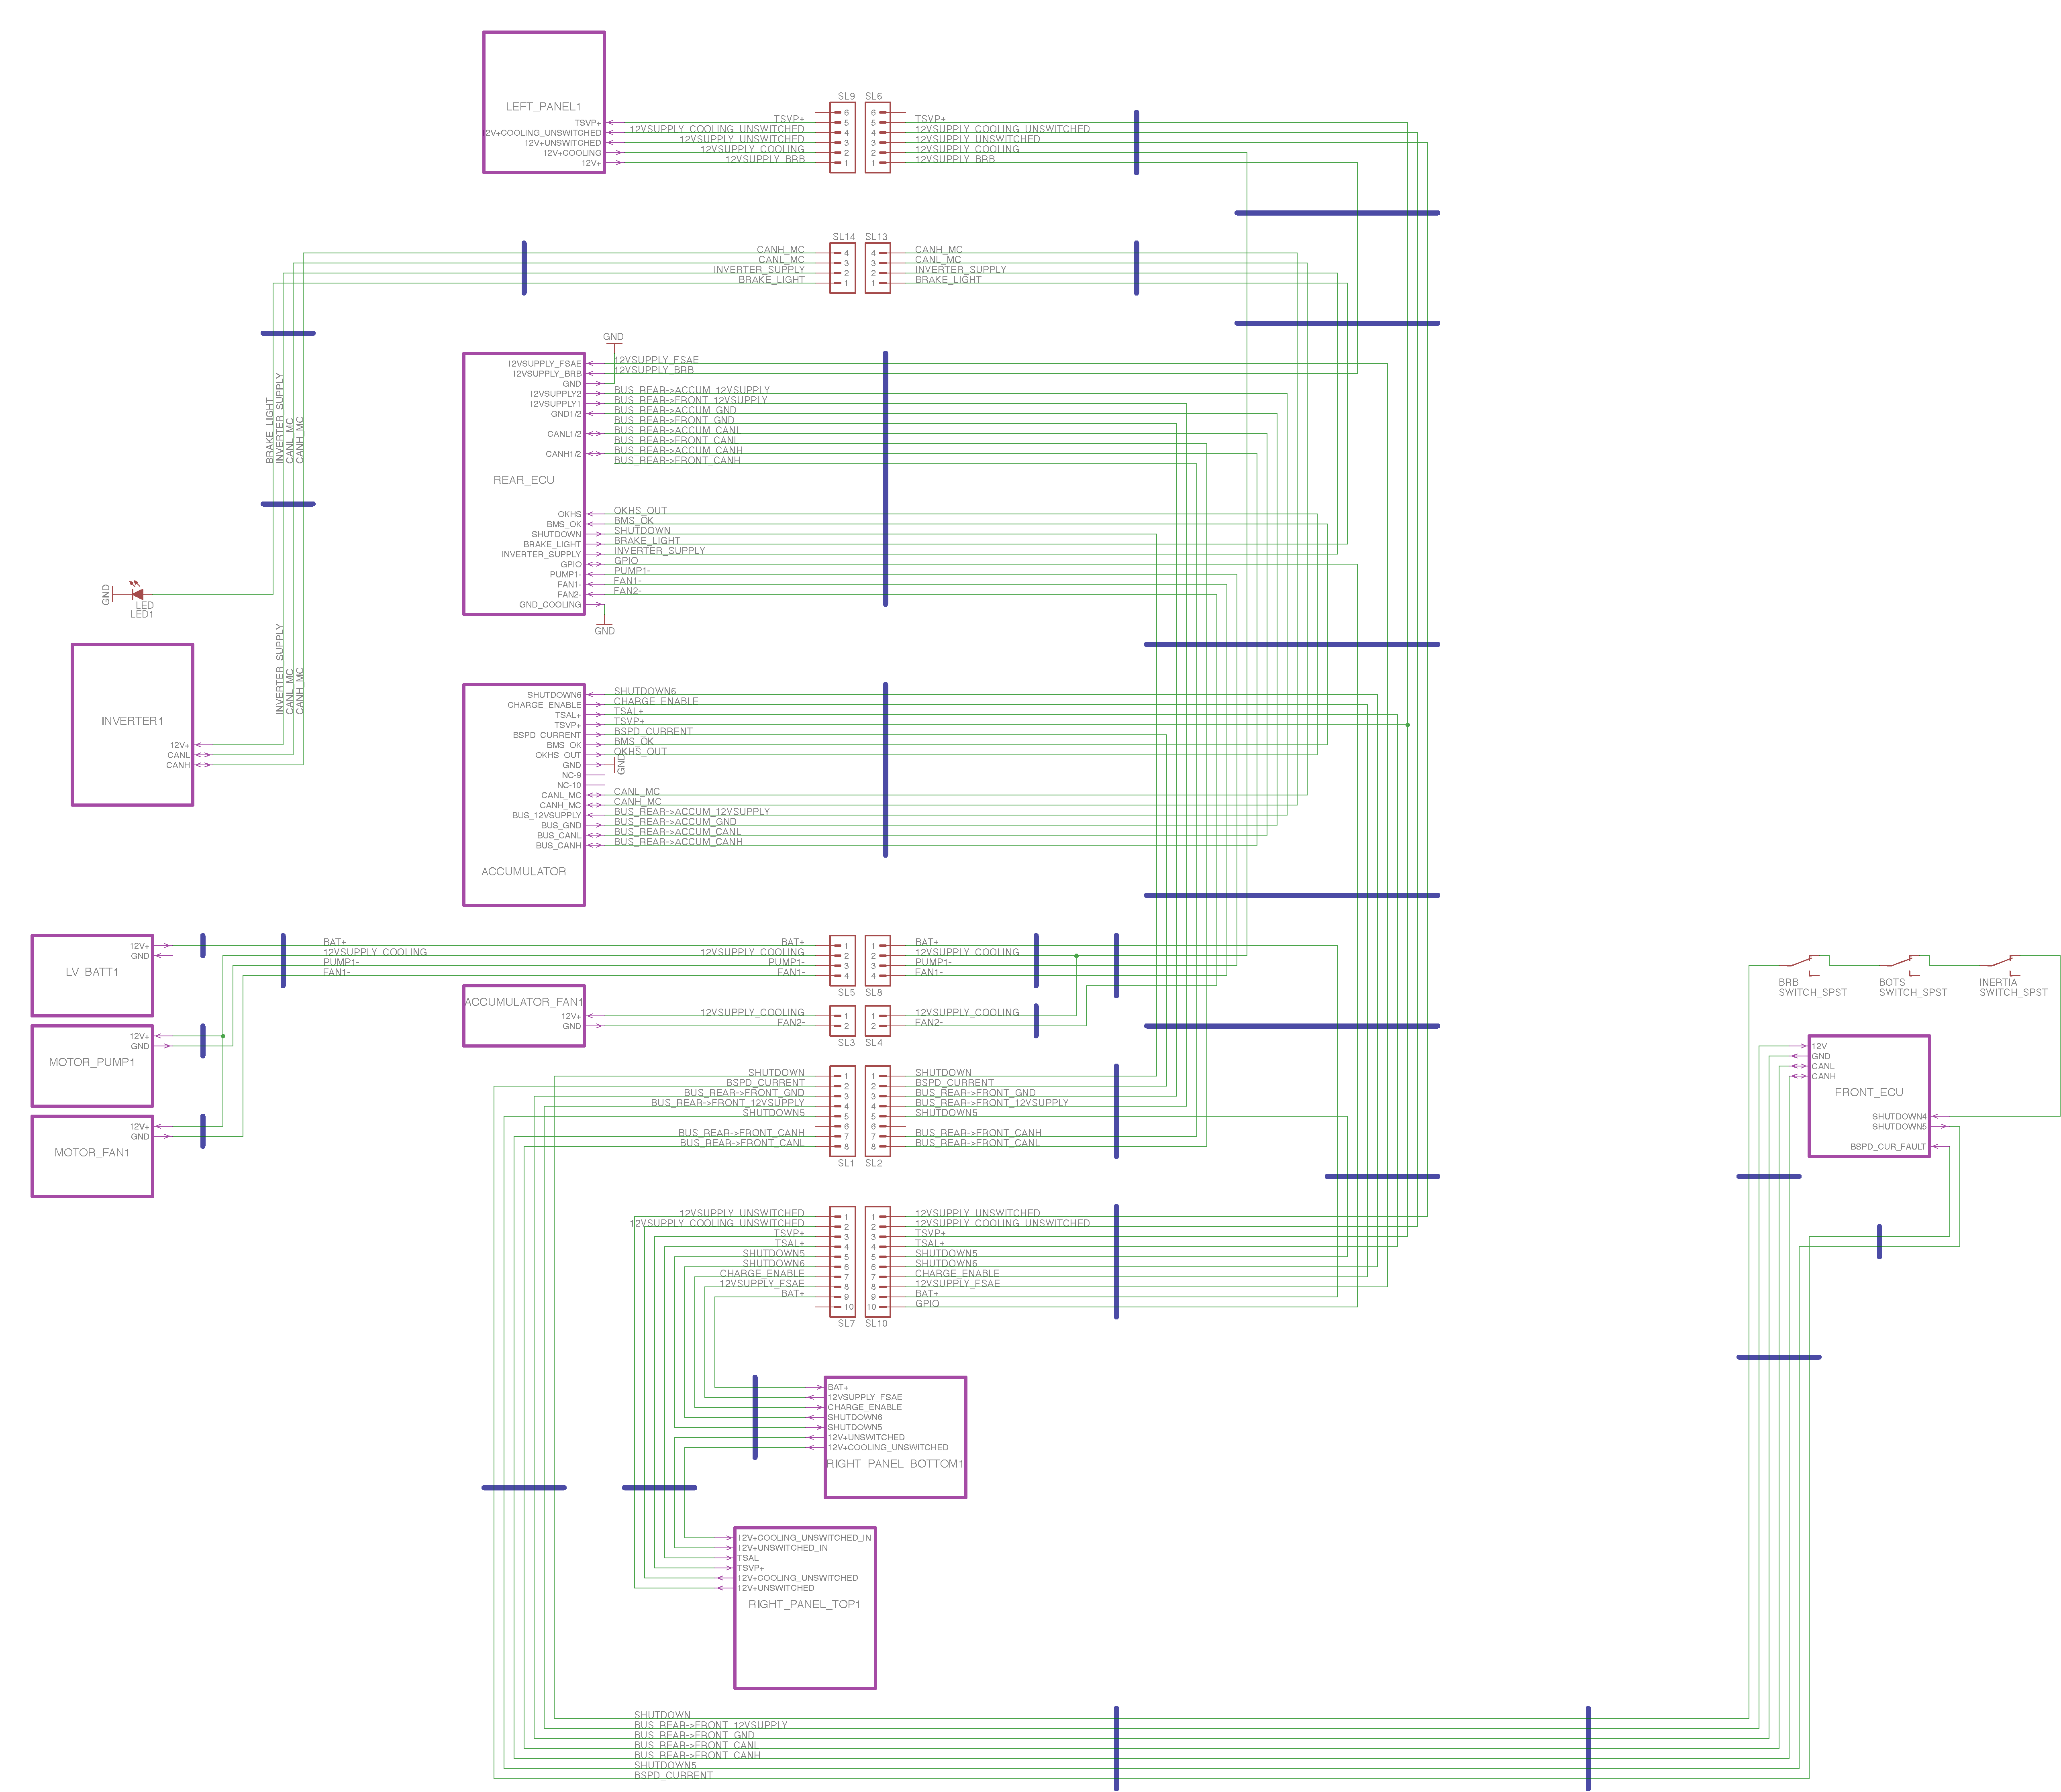 SL9 SL6
LEFT_PANEL1
6 6
TSVP+ TSVP+ 5 5 TSVP+
12V+COOLING_UNSWITCHED 12VSUPPLY_COOLING_UNSWITCHED 4 4 12VSUPPLY_COOLING_UNSWITCHED
12V+UNSWITCHED 12VSUPPLY_UNSWITCHED 3 3 12VSUPPLY_UNSWITCHED
12V+COOLING 12VSUPPLY_COOLING 2 2 12VSUPPLY_COOLING
12V+ 12VSUPPLY_BRB 1 1 12VSUPPLY_BRB
SL14 SL13
CANH_MC 4 4 CANH_MC
CANL_MC 3 3 CANL_MC
INVERTER_SUPPLY 2 2 INVERTER_SUPPLY
BRAKE_LIGHT 1 1 BRAKE_LIGHT
GND
12VSUPPLY_FSAE 12VSUPPLY_FSAE
12VSUPPLY_BRB 12VSUPPLY_BRB
GND
12VSUPPLY2 BUS_REAR->ACCUM_12VSUPPLY
12VSUPPLY1 BUS_REAR->FRONT_12VSUPPLY
GND1/2 BUS_REAR->ACCUM_GND
BUS_REAR->FRONT_GND
CANL1/2 BUS_REAR->ACCUM_CANL
BUS_REAR->FRONT_CANL
CANH1/2 BUS_REAR->ACCUM_CANH
BUS_REAR->FRONT_CANH
REAR_ECU
OKHS OKHS_OUT
BMS_OK BMS_OK
SHUTDOWN SHUTDOWN
BRAKE_LIGHT BRAKE_LIGHT
INVERTER_SUPPLY INVERTER_SUPPLY
GPIO GPIO
PUMP1- PUMP1-
FAN1- FAN1-
FAN2- FAN2-
GND_COOLING
GND
BRAKE_LIGHT
INVERTER_SUPPLY
CANL_MC
CANH_MC
GND
LED
LED1
INVERTER_SUPPLY
CANL_MC
CANH_MC
INVERTER1
12V+
CANL
CANH
SHUTDOWN6 SHUTDOWN6
CHARGE_ENABLE CHARGE_ENABLE
TSAL+ TSAL+
TSVP+ TSVP+
BSPD_CURRENT BSPD_CURRENT
BMS_OK BMS_OK
OKHS_OUT OKHS_OUT
GND GND
NC-9
NC-10
CANL_MC CANL_MC
CANH_MC CANH_MC
BUS_12VSUPPLY BUS_REAR->ACCUM_12VSUPPLY
BUS_GND BUS_REAR->ACCUM_GND
BUS_CANL BUS_REAR->ACCUM_CANL
BUS_CANH BUS_REAR->ACCUM_CANH
ACCUMULATOR
12V+ BAT+ BAT+ 1 1 BAT+
GND 12VSUPPLY_COOLING 12VSUPPLY_COOLING 2 2 12VSUPPLY_COOLING
PUMP1- PUMP1- 3 3 PUMP1-
FAN1- FAN1- 4 4 FAN1-
LV_BATT1
SL5 SL8
ACCUMULATOR_FAN1
12V+ 12VSUPPLY_COOLING 1 1 12VSUPPLY_COOLING
GND FAN2- 2 2 FAN2-
SL3 SL4
12V+
GND
MOTOR_PUMP1
12V+
GND
MOTOR_FAN1
SHUTDOWN 1 1 SHUTDOWN
BSPD_CURRENT 2 2 BSPD_CURRENT
BUS_REAR->FRONT_GND 3 3 BUS_REAR->FRONT_GND
BUS_REAR->FRONT_12VSUPPLY 4 4 BUS_REAR->FRONT_12VSUPPLY
SHUTDOWN5 5 5 SHUTDOWN5
6 6
BUS_REAR->FRONT_CANH 7 7 BUS_REAR->FRONT_CANH
BUS_REAR->FRONT_CANL 8 8 BUS_REAR->FRONT_CANL
SL1 SL2
BRB
SWITCH_SPST
BOTS
SWITCH_SPST
INERTIA
SWITCH_SPST
12V
GND
CANL
CANH
FRONT_ECU
SHUTDOWN4
SHUTDOWN5
BSPD_CUR_FAULT
12VSUPPLY_UNSWITCHED 1 1 12VSUPPLY_UNSWITCHED
12VSUPPLY_COOLING_UNSWITCHED 2 2 12VSUPPLY_COOLING_UNSWITCHED
TSVP+ 3 3 TSVP+
TSAL+ 4 4 TSAL+
SHUTDOWN5 5 5 SHUTDOWN5
SHUTDOWN6 6 6 SHUTDOWN6
CHARGE_ENABLE 7 7 CHARGE_ENABLE
12VSUPPLY_FSAE 8 8 12VSUPPLY_FSAE
BAT+ 9 9 BAT+
10 10 GPIO
SL7 SL10
BAT+
12VSUPPLY_FSAE
CHARGE_ENABLE
SHUTDOWN6
SHUTDOWN5
12V+UNSWITCHED
12V+COOLING_UNSWITCHED
RIGHT_PANEL_BOTTOM1
12V+COOLING_UNSWITCHED_IN
12V+UNSWITCHED_IN
TSAL
TSVP+
12V+COOLING_UNSWITCHED
12V+UNSWITCHED
RIGHT_PANEL_TOP1
SHUTDOWN
BUS_REAR->FRONT_12VSUPPLY
BUS_REAR->FRONT_GND
BUS_REAR->FRONT_CANL
BUS_REAR->FRONT_CANH
SHUTDOWN5
BSPD_CURRENT